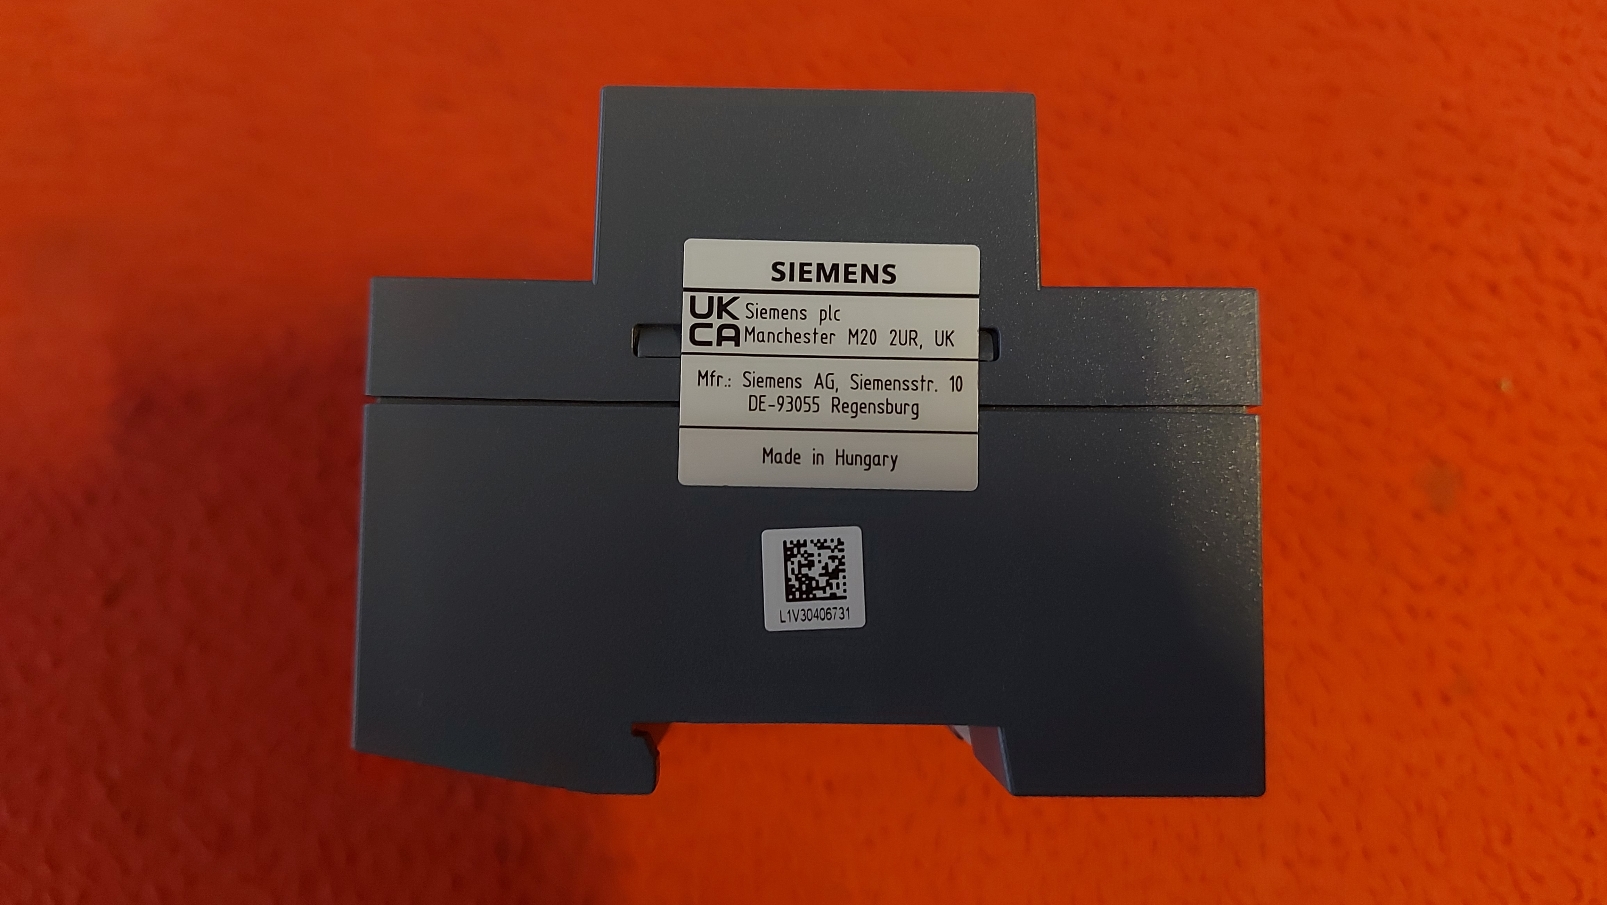 SIEMENS
UK Siemens plc
CA Manchester M20 2UR, UK
Mfr.: Siemens AG, Siemensstr. 10
DE-93055 Regensburg
Made in Hungary
L1V30406731